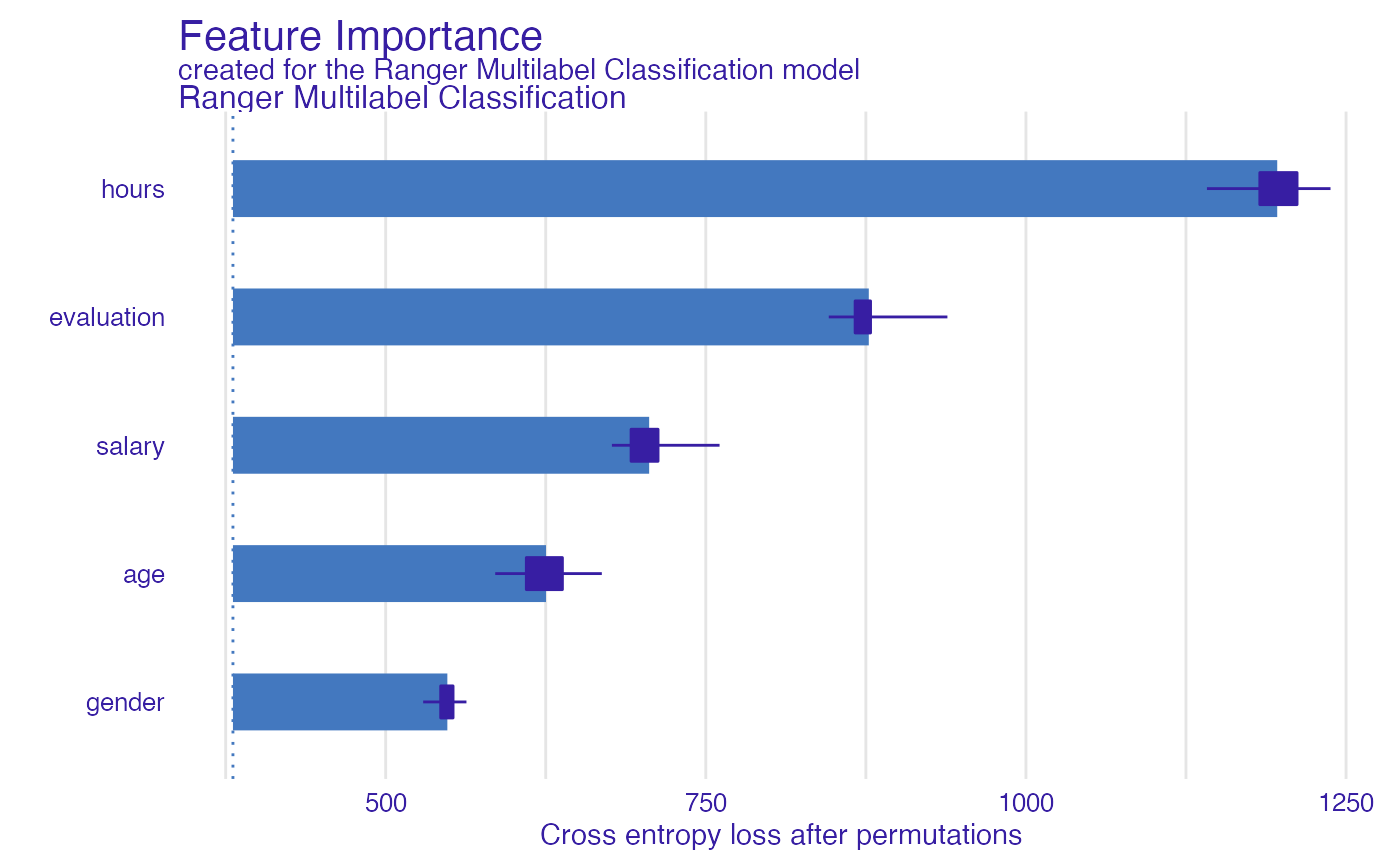 Feature Importance
created for the Ranger Multilabel Classification model
Ranger Multilabel Classification
hours
evaluation
salary
age
gender
500 750 1000 1250
Cross entropy loss after permutations